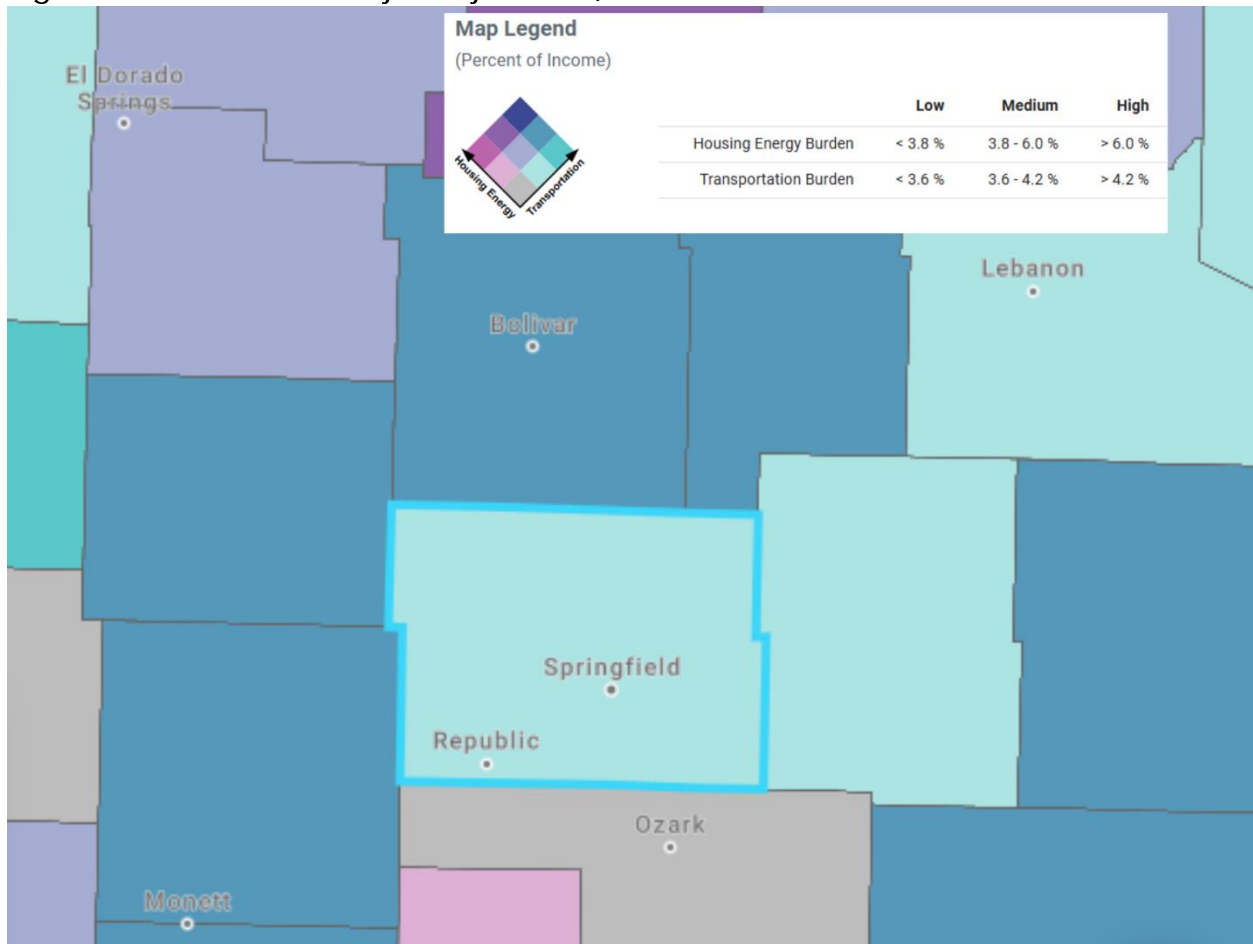 Map Legend
(Percent of Income)
Low Medium High
Housing Energy Burden < 3.8 % 3.8 - 6.0 % > 6.0 %
Transportation Burden < 3.6 % 3.6 - 4.2 % > 4.2 %
Housing Energy
Transportation
El Dorado
Springs
Lebanon
Bolivar
Springfield
Republic
Ozark
Monett